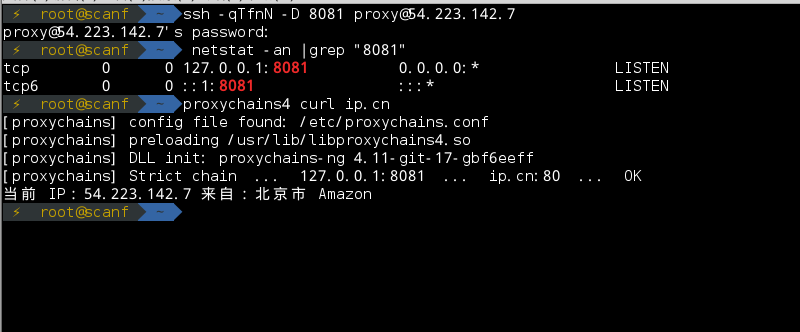 ⚡ root@scanf ~ ssh -qTfnN -D 8081 proxy@54.223.142.7
proxy@54.223.142.7's password:
⚡ root@scanf ~ netstat -an |grep "8081"
tcp 0 0 127.0.0.1:8081 0.0.0.0:* LISTEN
tcp6 0 0 ::1:8081 :::* LISTEN
⚡ root@scanf ~ proxychains4 curl ip.cn
[proxychains] config file found: /etc/proxychains.conf
[proxychains] preloading /usr/lib/libproxychains4.so
[proxychains] DLL init: proxychains-ng 4.11-git-17-gbf6eeff
[proxychains] Strict chain ... 127.0.0.1:8081 ... ip.cn:80 ... OK
当前 IP：54.223.142.7 来自：北京市 Amazon
⚡ root@scanf ~